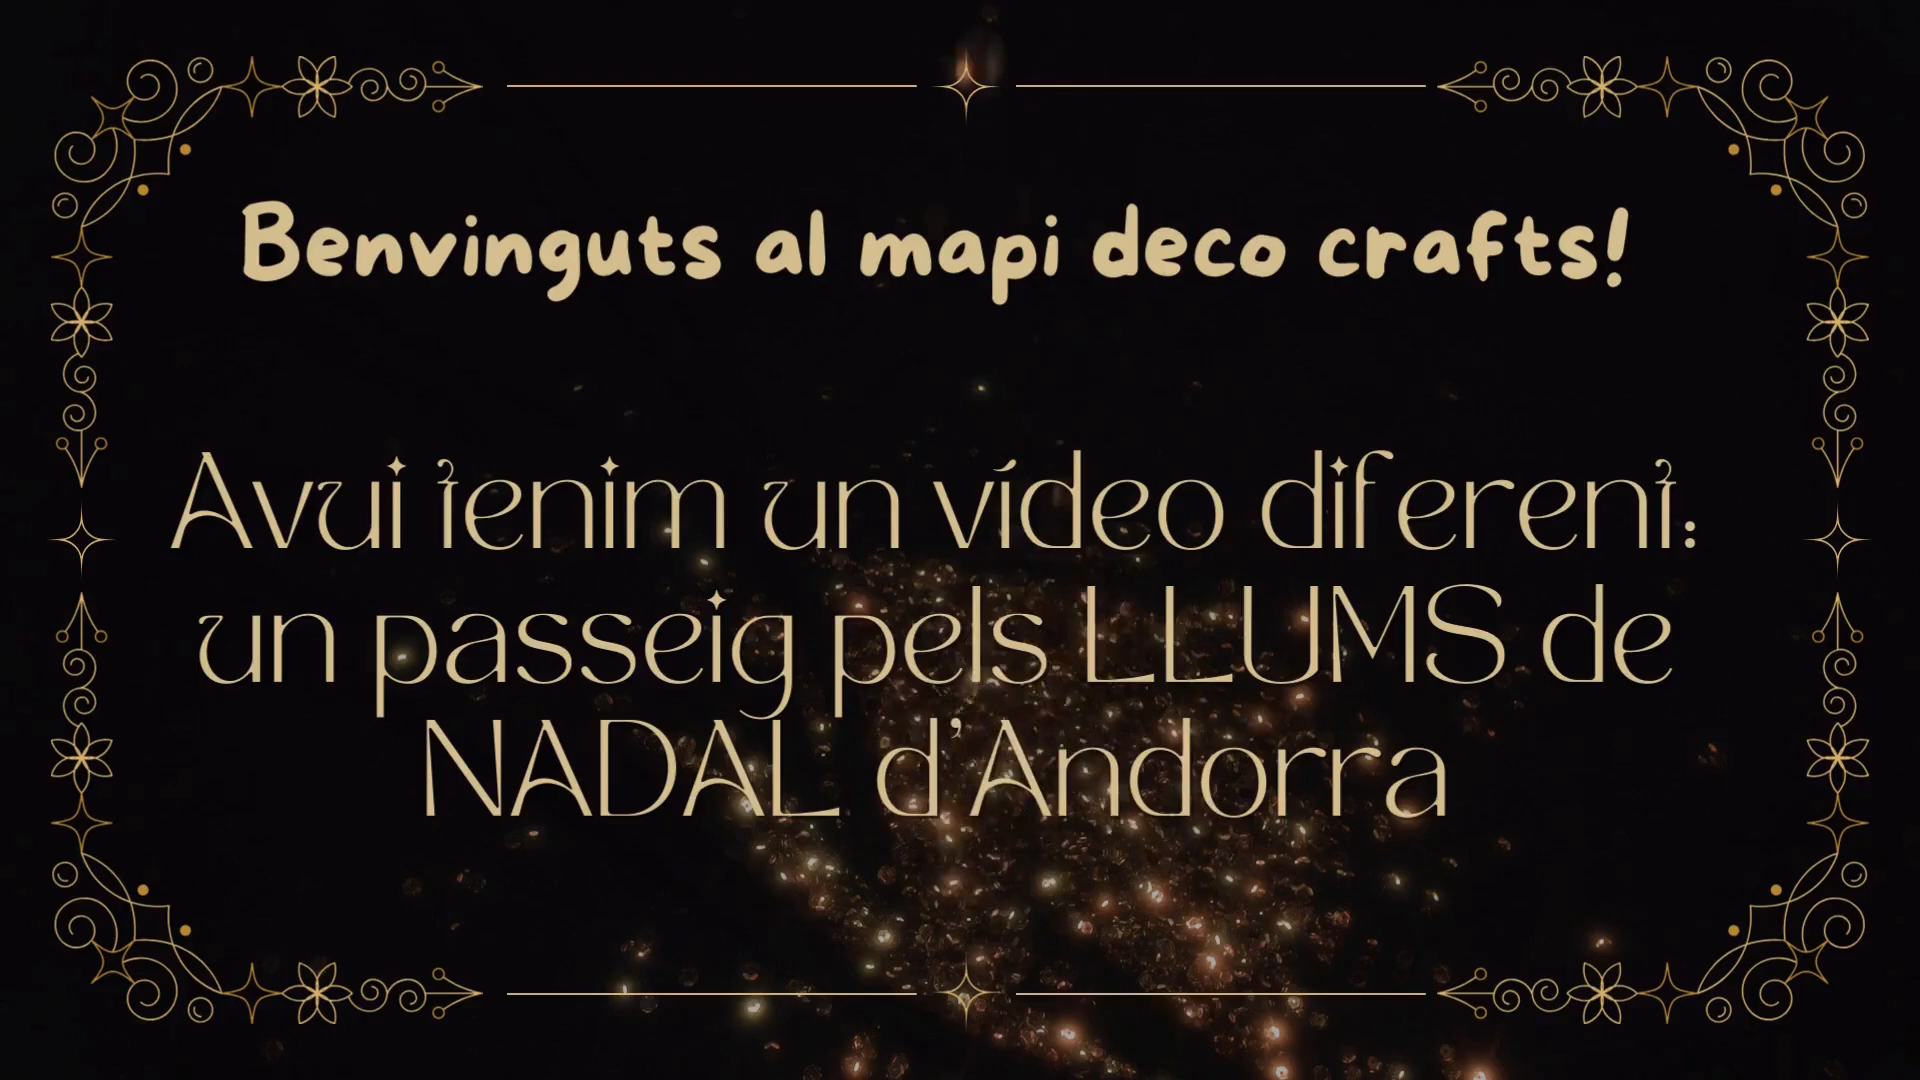 Benvinguts al mapi deco crafts!
Avui tenim un vídeo diferent:
un passeig pels LLUMS de
NADAL d'Andorra